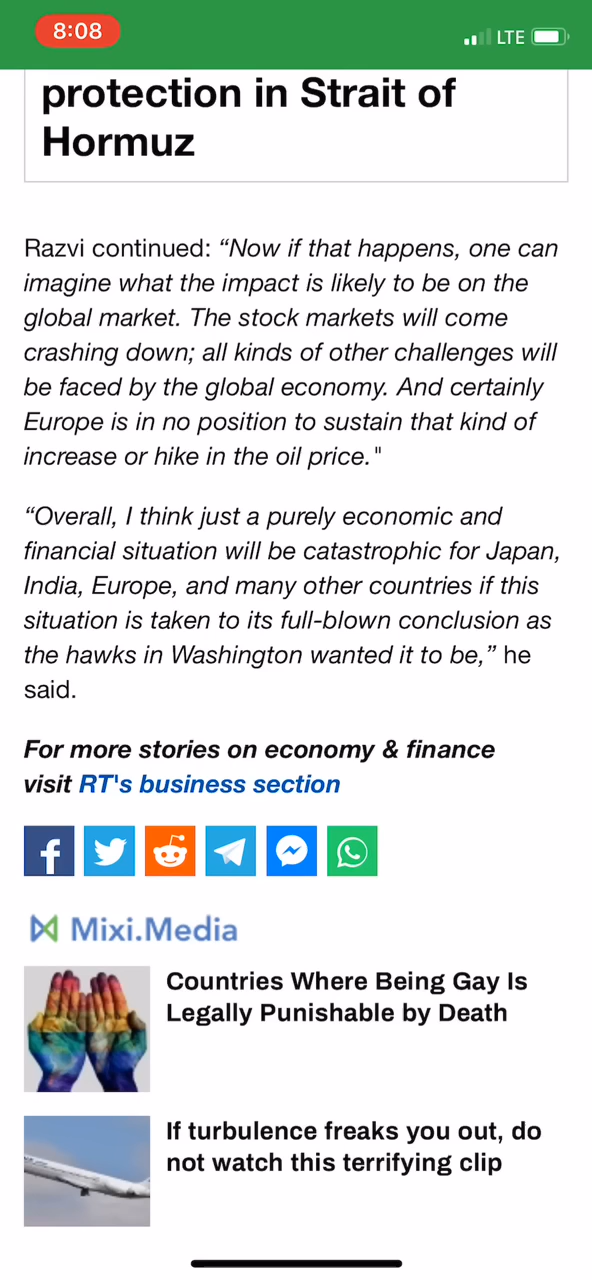 8:08
LTE
protection in Strait of
Hormuz
Razvi continued: “Now if that happens, one can
imagine what the impact is likely to be on the
global market. The stock markets will come
crashing down; all kinds of other challenges will
be faced by the global economy. And certainly
Europe is in no position to sustain that kind of
increase or hike in the oil price."
“Overall, I think just a purely economic and
financial situation will be catastrophic for Japan,
India, Europe, and many other countries if this
situation is taken to its full-blown conclusion as
the hawks in Washington wanted it to be,” he
said.
For more stories on economy & finance
visit RT's business section
Mixi.Media
Countries Where Being Gay Is
Legally Punishable by Death
If turbulence freaks you out, do
not watch this terrifying clip